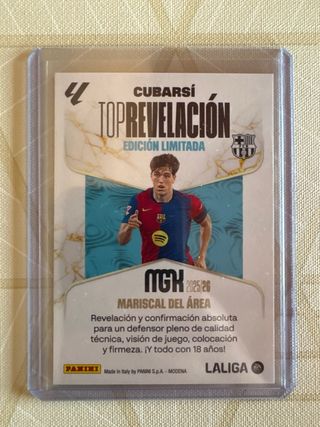 CUBARSÍ
TOPREVELACIÓN
EDICIÓN LIMITADA
MGK 2025/26
MARISCAL DEL ÁREA
Revelación y confirmación absoluta
para un defensor pleno de calidad
técnica, visión de juego, colocación
y firmeza. ¡Y todo con 18 años!
PANINI Made in Italy by PANINI S.p.A. - MODENA LALIGA EA